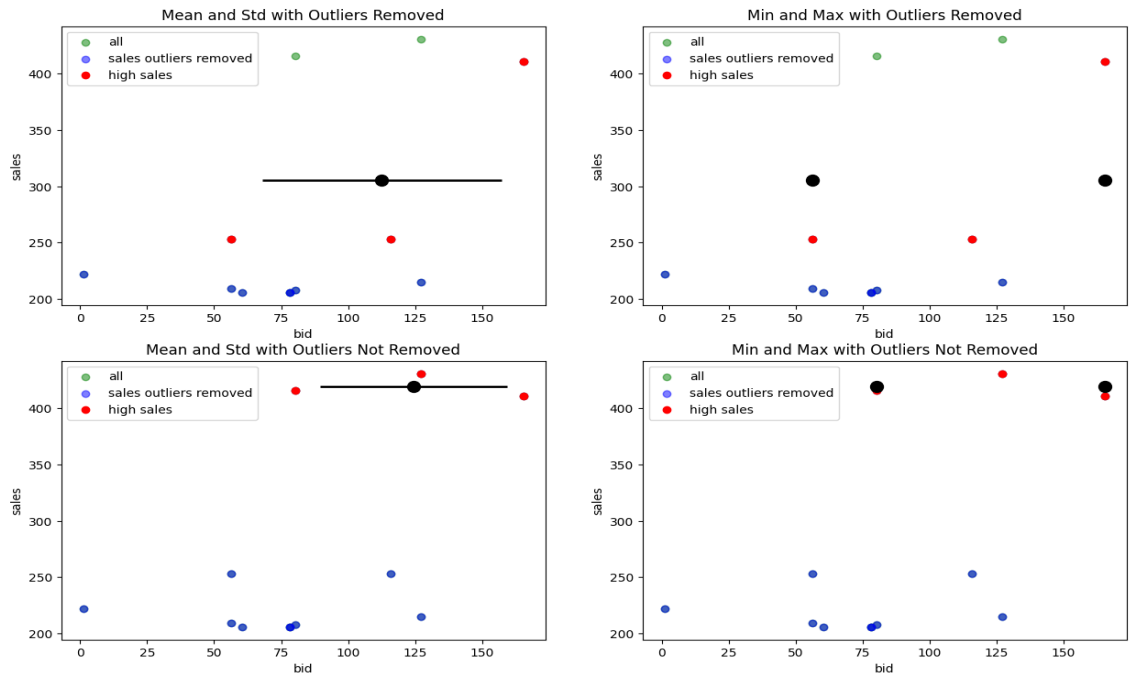 Mean and Std with Outliers Removed
all
sales outliers removed
high sales
sales
400
350
300
250
200
0 25 50 75 100 125 150
bid
Min and Max with Outliers Removed
all
sales outliers removed
high sales
sales
400
350
300
250
200
0 25 50 75 100 125 150
bid
Mean and Std with Outliers Not Removed
all
sales outliers removed
high sales
sales
400
350
300
250
200
0 25 50 75 100 125 150
bid
Min and Max with Outliers Not Removed
all
sales outliers removed
high sales
sales
400
350
300
250
200
0 25 50 75 100 125 150
bid